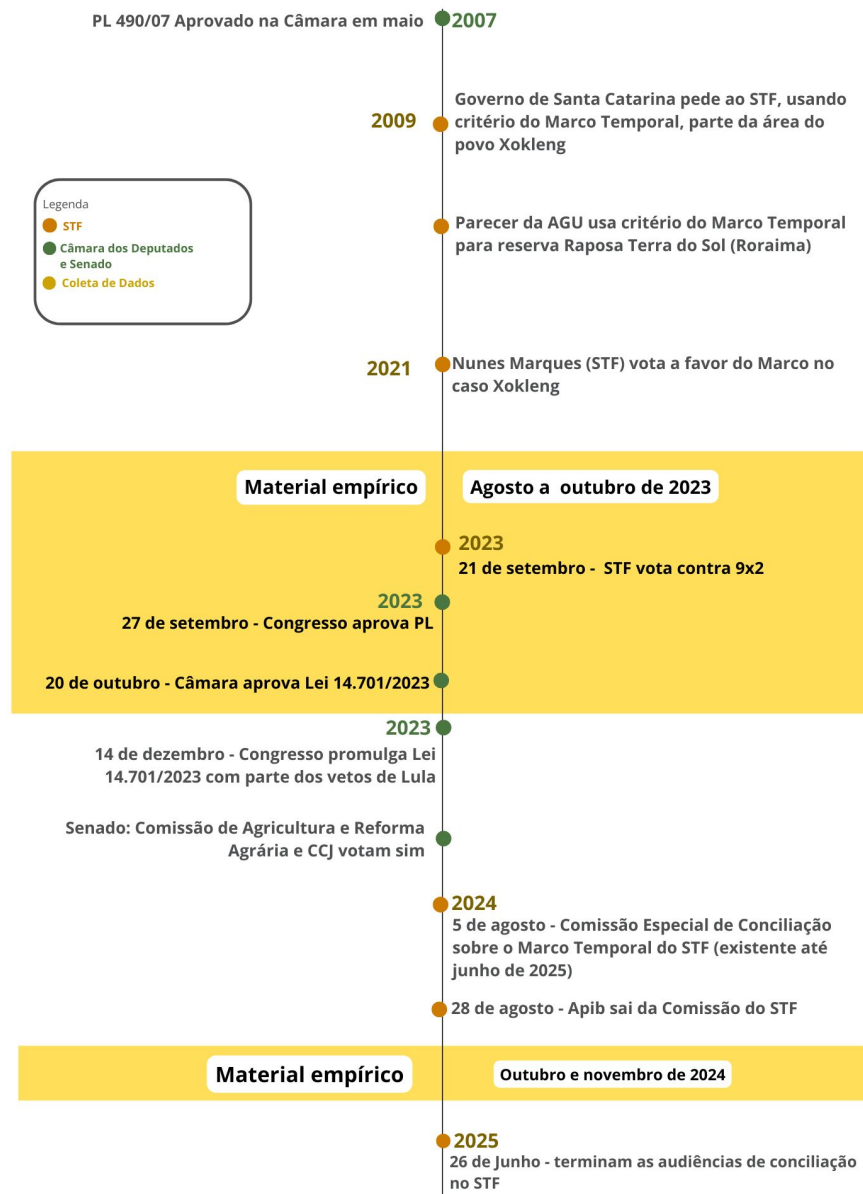 PL 490/07 Aprovado na Câmara em maio
2007
2009
Governo de Santa Catarina pede ao STF, usando
critério do Marco Temporal, parte da área do
povo Xokleng
Legenda
STF
Câmara dos Deputados
e Senado
Coleta de Dados
Parecer da AGU usa critério do Marco Temporal
para reserva Raposa Terra do Sol (Roraima)
2021
Nunes Marques (STF) vota a favor do Marco no
caso Xokleng
Material empírico
Agosto a outubro de 2023
2023
21 de setembro - STF vota contra 9x2
2023
27 de setembro - Congresso aprova PL
20 de outubro - Câmara aprova Lei 14.701/2023
2023
14 de dezembro - Congresso promulga Lei
14.701/2023 com parte dos vetos de Lula
Senado: Comissão de Agricultura e Reforma
Agrária e CCJ votam sim
2024
5 de agosto - Comissão Especial de Conciliação
sobre o Marco Temporal do STF (existente até
junho de 2025)
28 de agosto - Apib sai da Comissão do STF
Material empírico
Outubro e novembro de 2024
2025
26 de Junho - terminam as audiências de conciliação
no STF